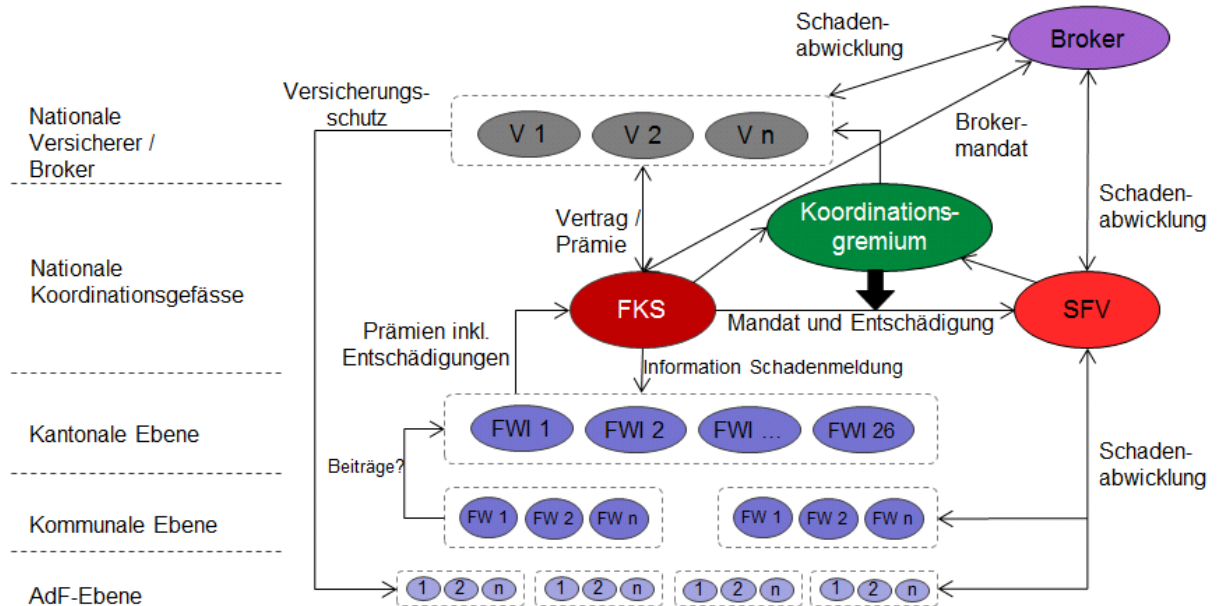 Schaden-
abwicklung
Broker
Versicherungs-
schutz
Nationale
Versicherer /
Broker
V 1
V 2
V n
Broker-
mandat
Schaden-
abwicklung
Koordinations-
gremium
Vertrag /
Prämie
Nationale
Koordinationsgefässe
FKS
SFV
Mandat und Entschädigung
Prämien inkl.
Entschädigungen
Information Schadenmeldung
Kantonale Ebene
FWI 1
FWI 2
FWI ...
FWI 26
Beiträge?
Schaden-
abwicklung
Kommunale Ebene
FW 1
FW 2
FW n
FW 1
FW 2
FW n
AdF-Ebene
1
2
n
1
2
n
1
2
n
1
2
n